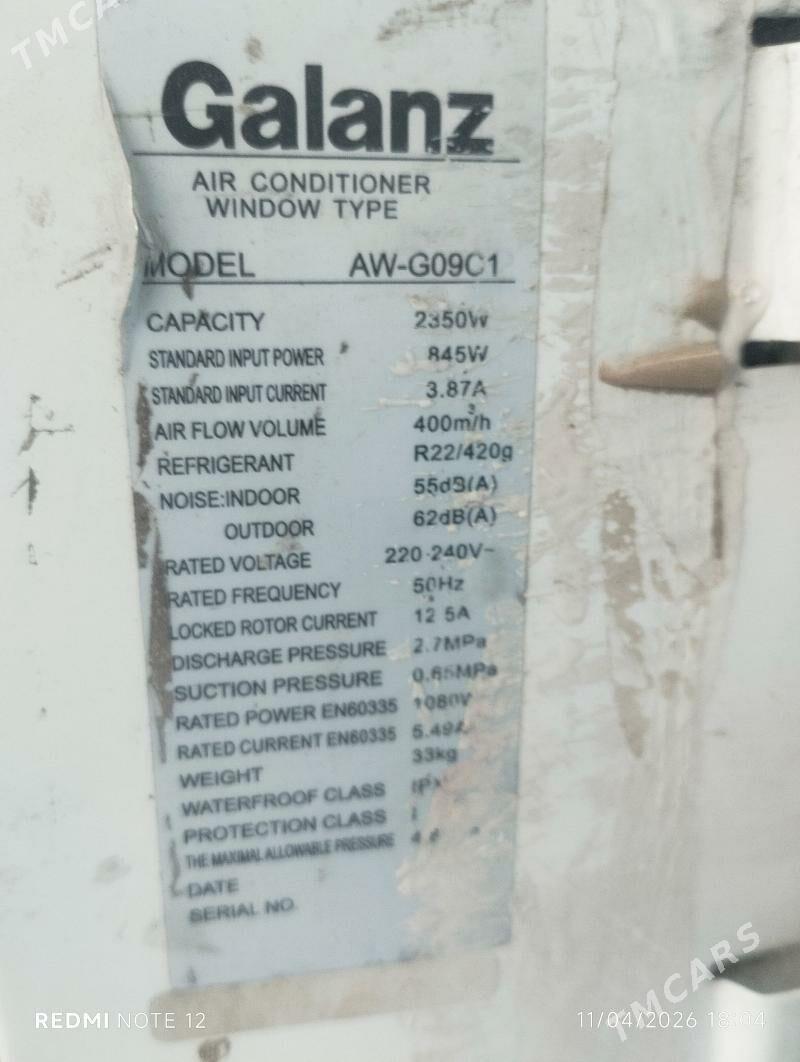 TMCARS
Galanz
AIR CONDITIONER
WINDOW TYPE
MODEL AW-G09C1
CAPACITY 2350W
STANDARD INPUT POWER 845W
STANDARD INPUT CURRENT 3.87A
AIR FLOW VOLUME 400m³/h
REFRIGERANT R22/420g
NOISE:INDOOR 55dB(A)
OUTDOOR 62dB(A)
RATED VOLTAGE 220-240V~
RATED FREQUENCY 50Hz
LOCKED ROTOR CURRENT 12.5A
DISCHARGE PRESSURE 2.7MPa
SUCTION PRESSURE 0.65MPa
RATED POWER EN60335 1080W
RATED CURRENT EN60335 5.49A
WEIGHT 33kg
WATERFROOF CLASS
PROTECTION CLASS I
THE MAXIMAL ALLOWABLE PRESSURE
DATE
SERIAL NO.
TMCARS
REDMI NOTE 12 11/04/2026 18:04